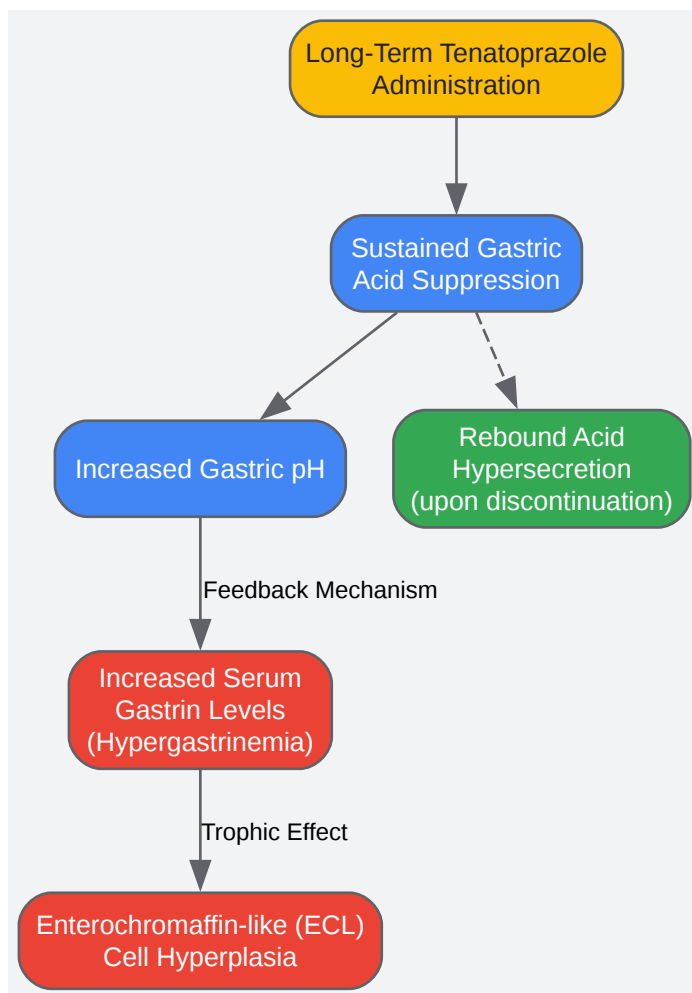 Long-Term Tenatoprazole
Administration
Sustained Gastric
Acid Suppression
Increased Gastric pH
Rebound Acid
Hypersecretion
(upon discontinuation)
Feedback Mechanism
Increased Serum
Gastrin Levels
(Hypergastrinemia)
Trophic Effect
Enterochromaffin-like (ECL)
Cell Hyperplasia